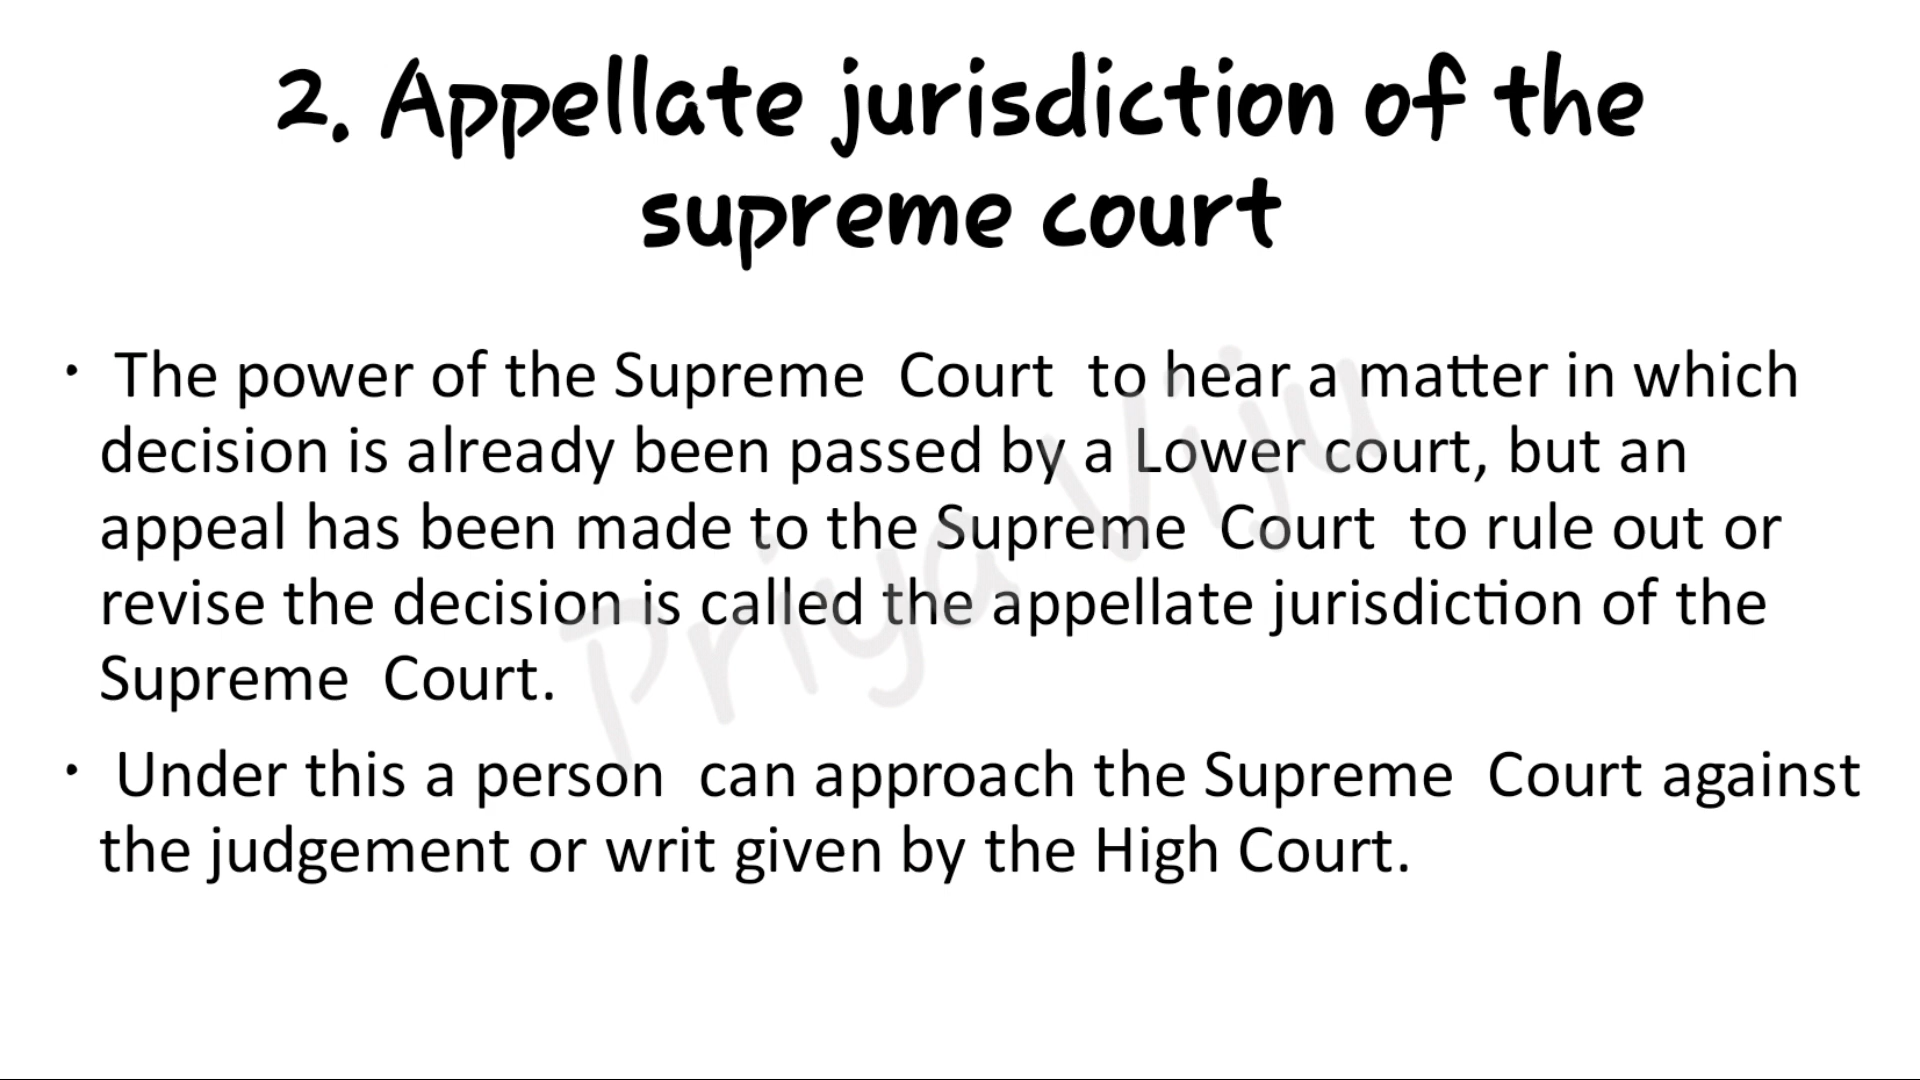 2. Appellate jurisdiction of the
supreme court
• The power of the Supreme Court to hear a matter in which
decision is already been passed by a Lower court, but an
appeal has been made to the Supreme Court to rule out or
revise the decision is called the appellate jurisdiction of the
Supreme Court.
• Under this a person can approach the Supreme Court against
the judgement or writ given by the High Court.
Priya Viju